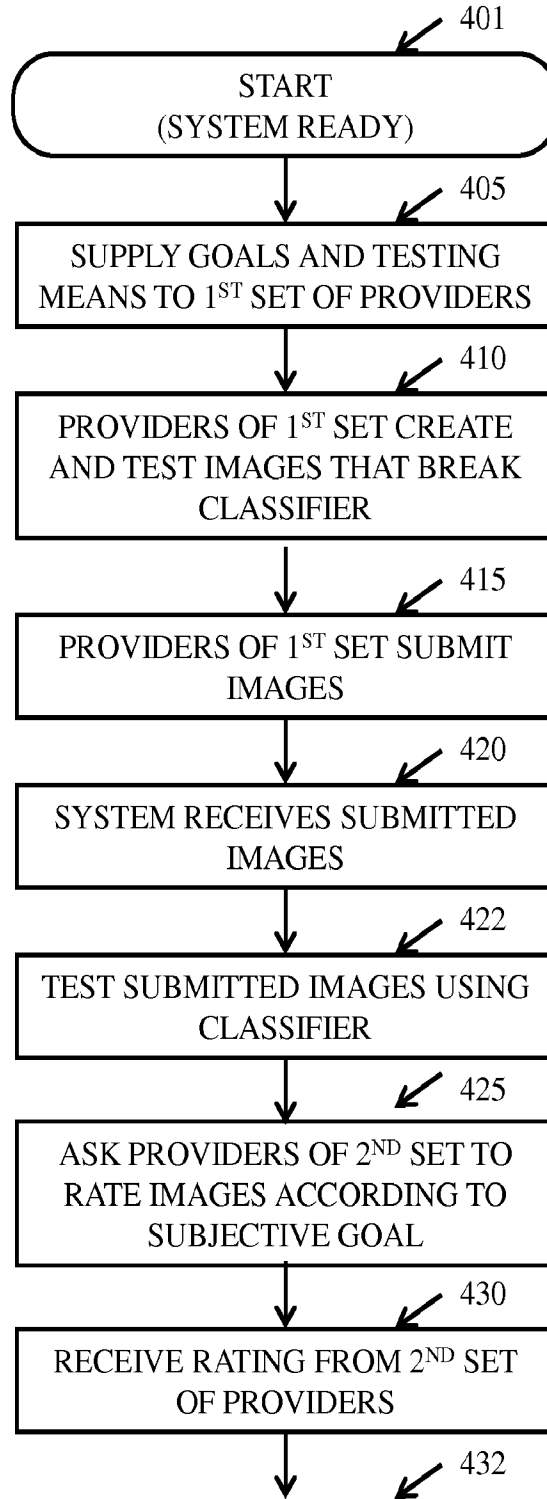 401
START
(SYSTEM READY)
405
SUPPLY GOALS AND TESTING
MEANS TO 1ST SET OF PROVIDERS
410
PROVIDERS OF 1ST SET CREATE
AND TEST IMAGES THAT BREAK
CLASSIFIER
415
PROVIDERS OF 1ST SET SUBMIT
IMAGES
420
SYSTEM RECEIVES SUBMITTED
IMAGES
422
TEST SUBMITTED IMAGES USING
CLASSIFIER
425
ASK PROVIDERS OF 2ND SET TO
RATE IMAGES ACCORDING TO
SUBJECTIVE GOAL
430
RECEIVE RATING FROM 2ND SET
OF PROVIDERS
432